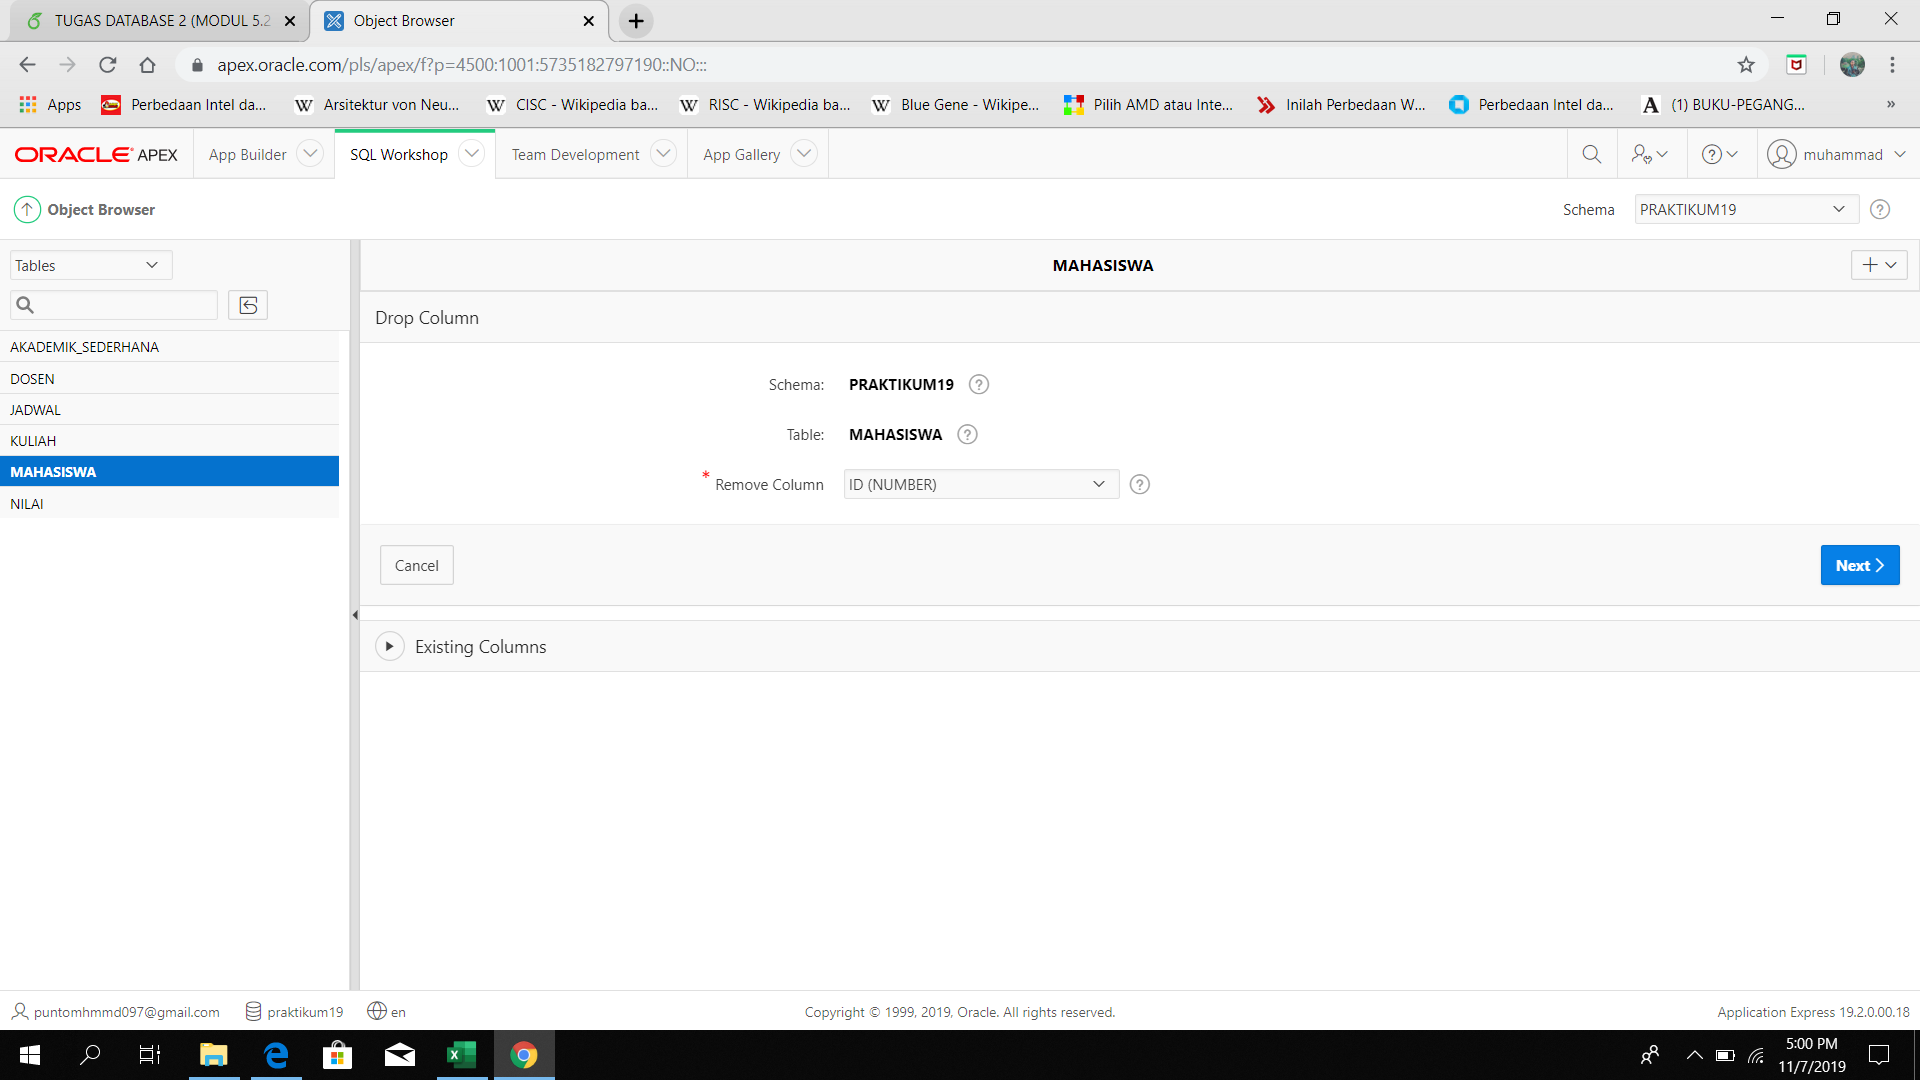 TUGAS DATABASE 2 (MODUL 5.2
Object Browser
apex.oracle.com/pls/apex/f?p=4500:1001:5735182797190::NO:::
Apps
Perbedaan Intel da...
Arsitektur von Neu...
CISC - Wikipedia ba...
RISC - Wikipedia ba...
Blue Gene - Wikipe...
Pilih AMD atau Inte...
Inilah Perbedaan W...
Perbedaan Intel da...
(1) BUKU-PEGANG...
»
ORACLE APEX
App Builder
SQL Workshop
Team Development
App Gallery
muhammad
Object Browser
Schema
PRAKTIKUM19
Tables
MAHASISWA
Drop Column
AKADEMIK_SEDERHANA
DOSEN
JADWAL
KULIAH
MAHASISWA
NILAI
Schema: PRAKTIKUM19
Table: MAHASISWA
* Remove Column ID (NUMBER)
Cancel
Next
Existing Columns
puntomhmmd097@gmail.com
praktikum19
en
Copyright © 1999, 2019, Oracle. All rights reserved.
Application Express 19.2.0.00.18
5:00 PM
11/7/2019